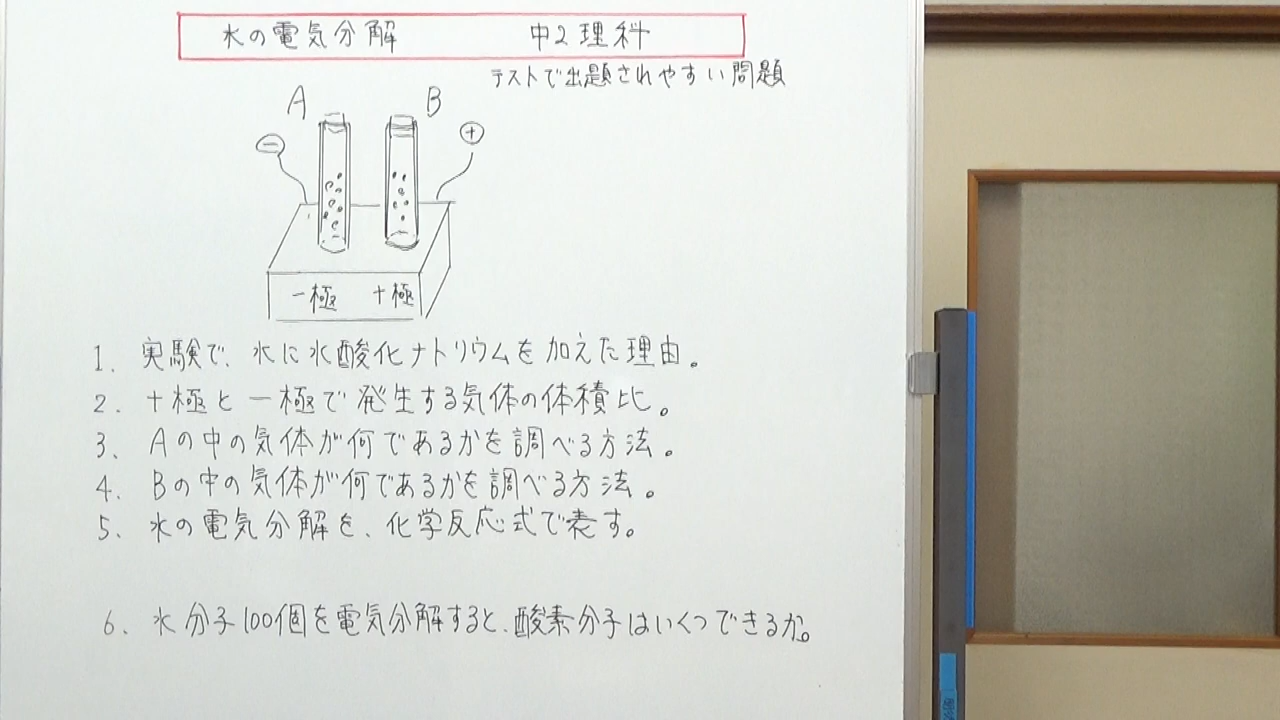 水の電気分解 中2理科
テストで出題されやすい問題
A B
⊖ ⊕
−極 +極
1. 実験で、水に水酸化ナトリウムを加えた理由。
2. +極と−極で発生する気体の体積比。
3. Aの中の気体が何であるかを調べる方法。
4. Bの中の気体が何であるかを調べる方法。
5. 水の電気分解を、化学反応式で表す。
6. 水分子100個を電気分解すると、酸素分子はいくつできるか。